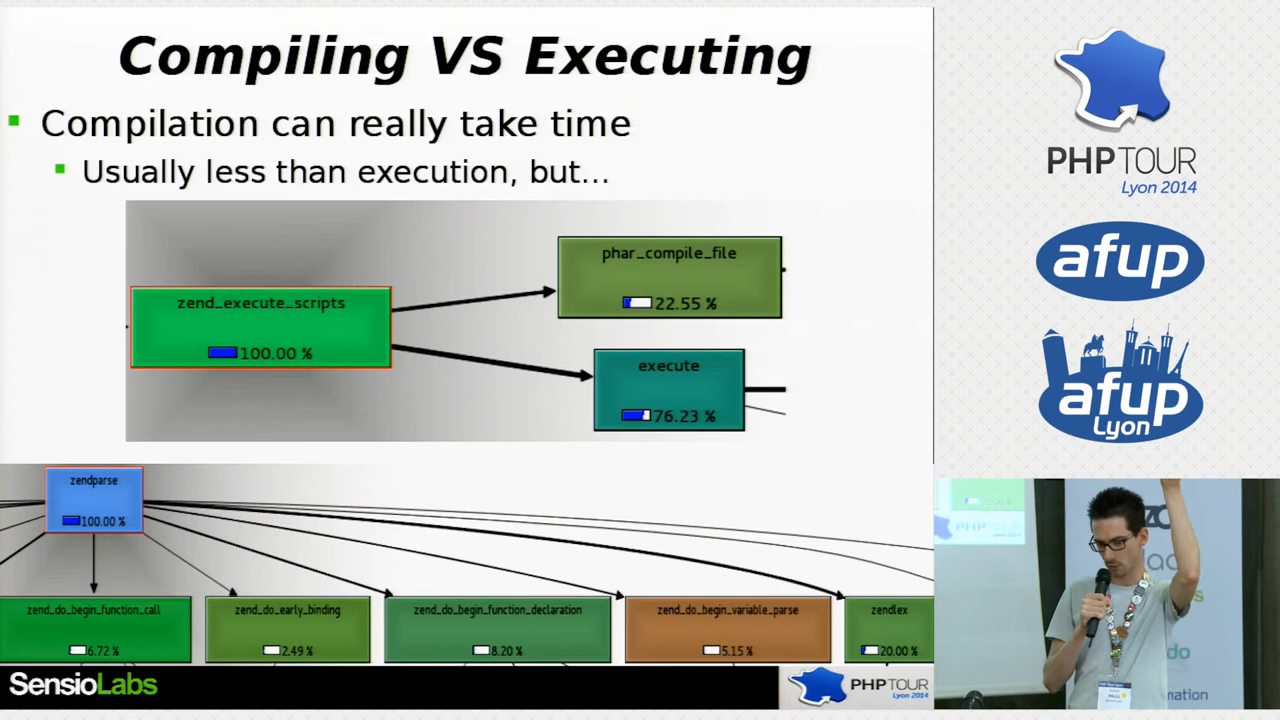 Compiling VS Executing
Compilation can really take time
Usually less than execution, but...
phar_compile_file
22.55 %
zend_execute_scripts
100.00 %
execute
76.23 %
zendparse
100.00 %
zend_do_begin_function_call
6.72 %
zend_do_early_binding
2.49 %
zend_do_begin_function_declaration
8.20 %
zend_do_begin_variable_parse
5.15 %
zendlex
20.00 %
SensioLabs
PHPTOUR
Lyon 2014
PHPTOUR
Lyon 2014
afup
afup
Lyon